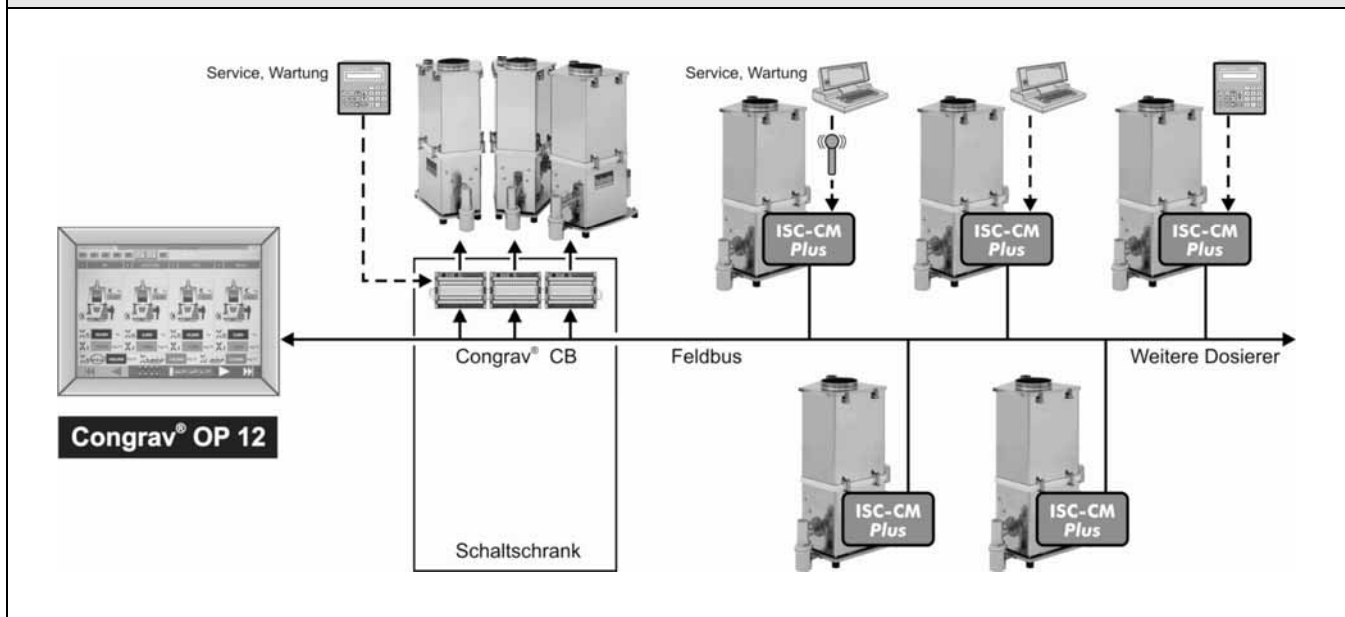 Service, Wartung
Service, Wartung
ISC-CM
Plus
ISC-CM
Plus
ISC-CM
Plus
Congrav® CB
Feldbus
Weitere Dosierer
Congrav® OP 12
ISC-CM
Plus
ISC-CM
Plus
Schaltschrank